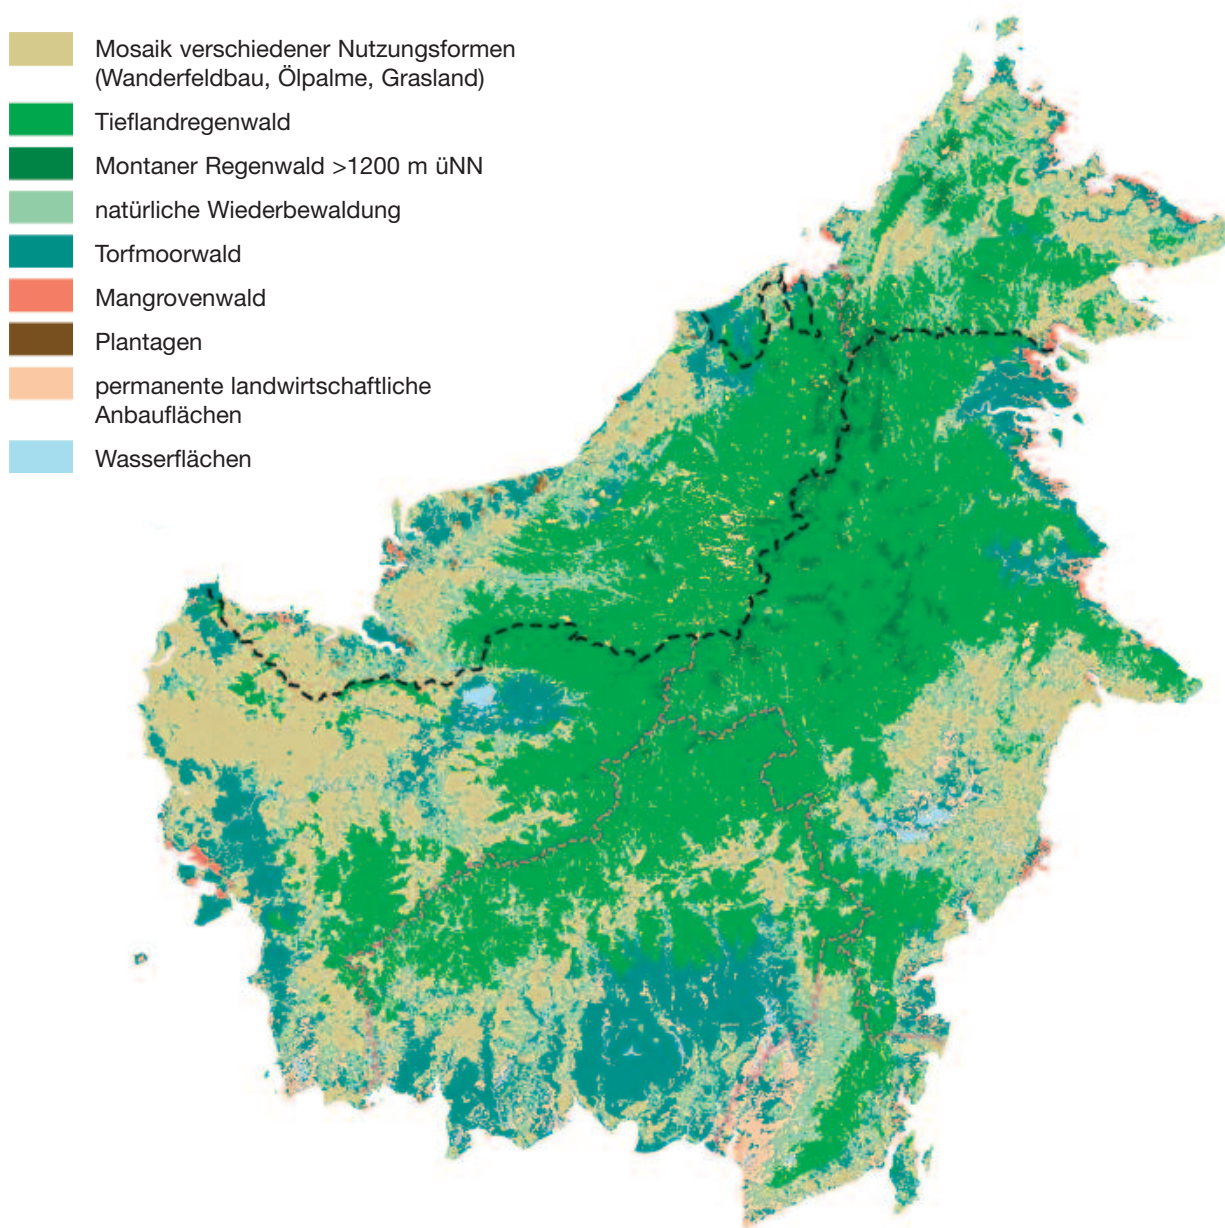 Mosaik verschiedener Nutzungsformen
(Wanderfeldbau, Ölpalme, Grasland)
Tieflandregenwald
Montaner Regenwald >1200 m üNN
natürliche Wiederbewaldung
Torfmoorwald
Mangrovenwald
Plantagen
permanente landwirtschaftliche
Anbauflächen
Wasserflächen